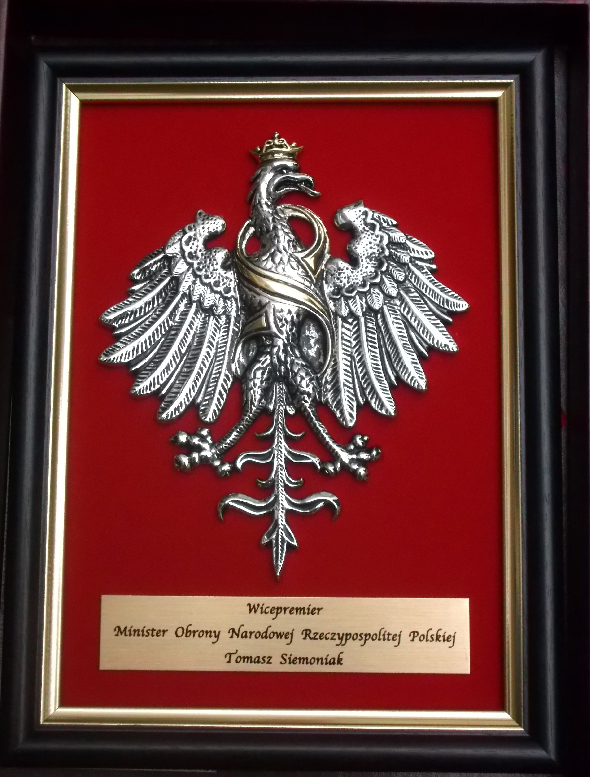 Wicepremier
Minister Obrony Narodowej Rzeczypospolitej Polskiej
Tomasz Siemoniak